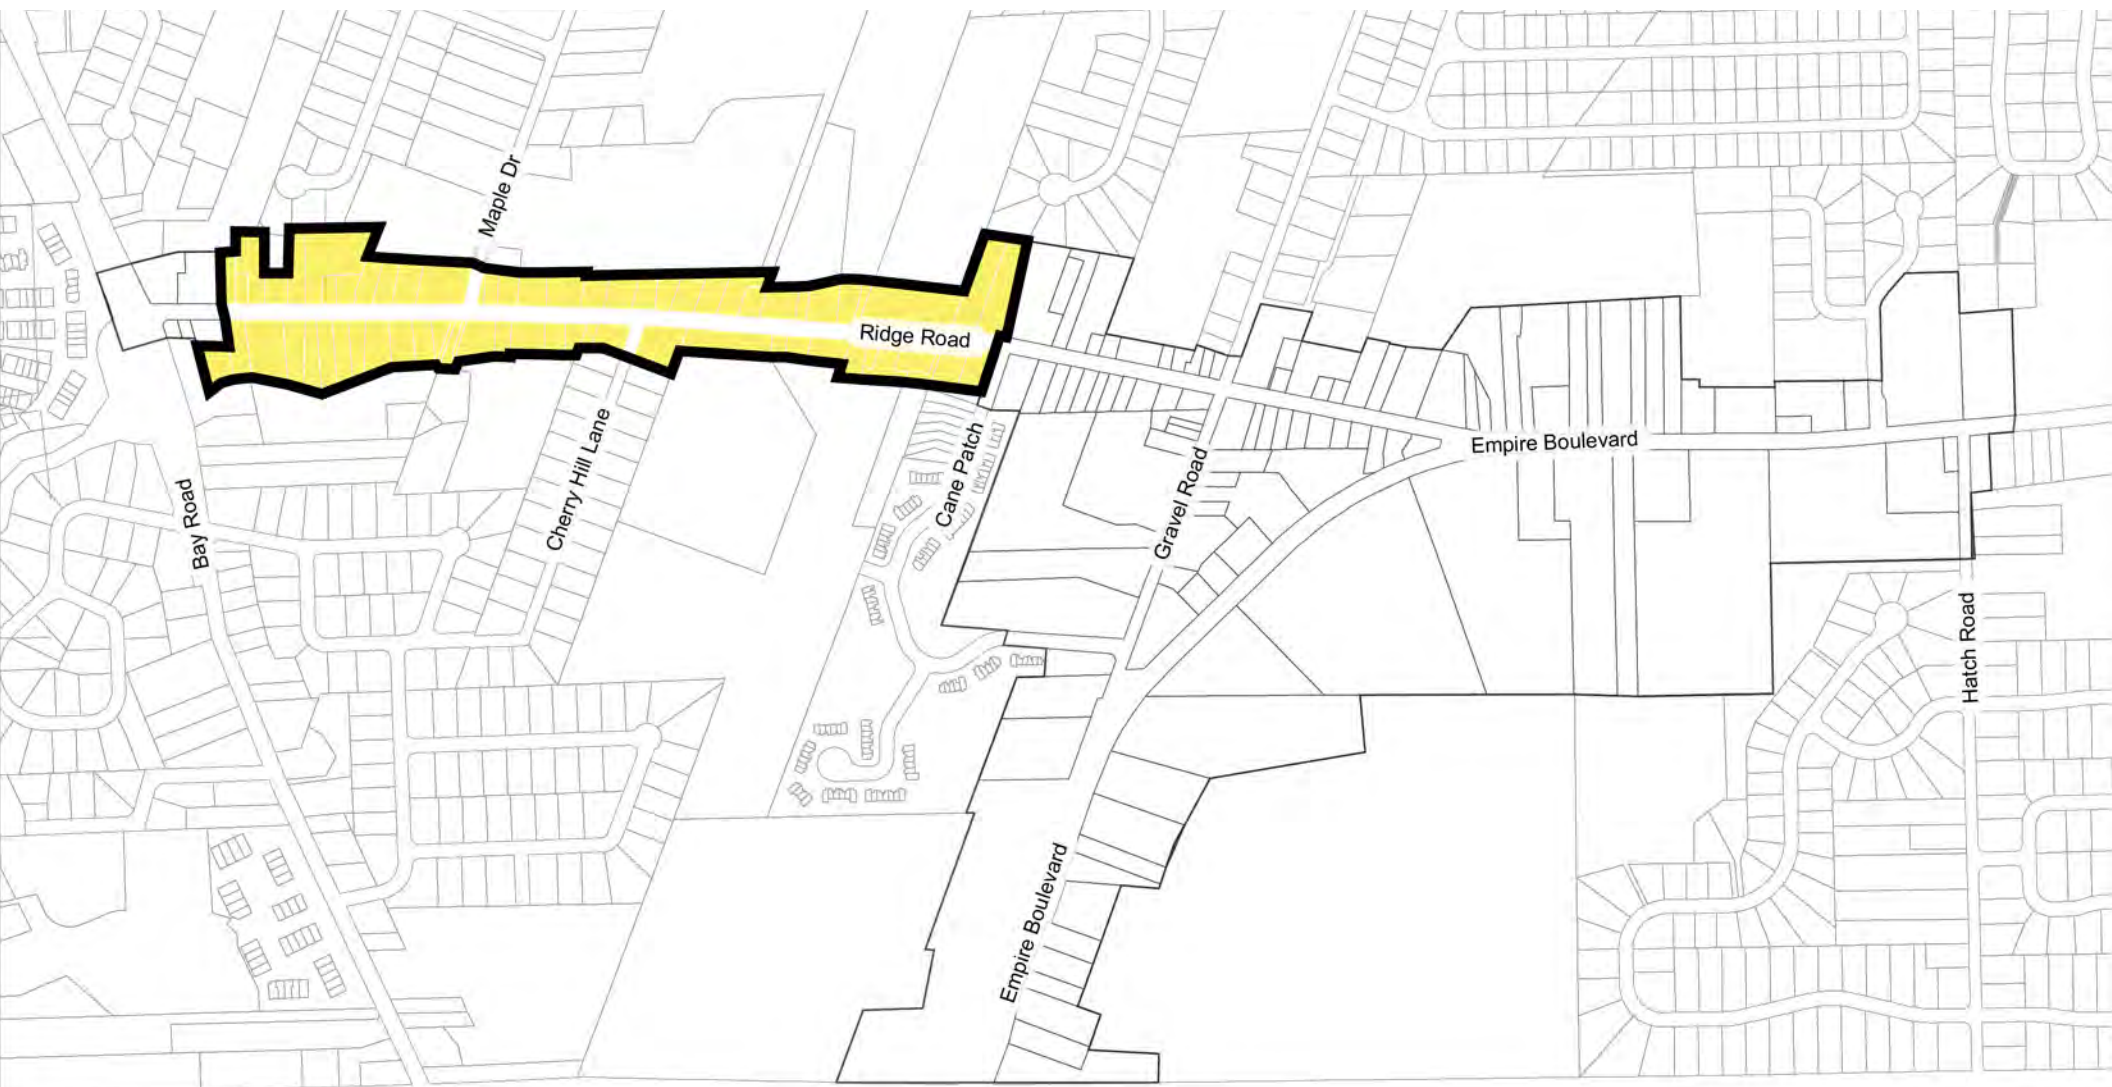 Maple Dr
Ridge Road
Empire Boulevard
Cherry Hill Lane
Cane Patch
Gravel Road
Bay Road
Hatch Road
Empire Boulevard